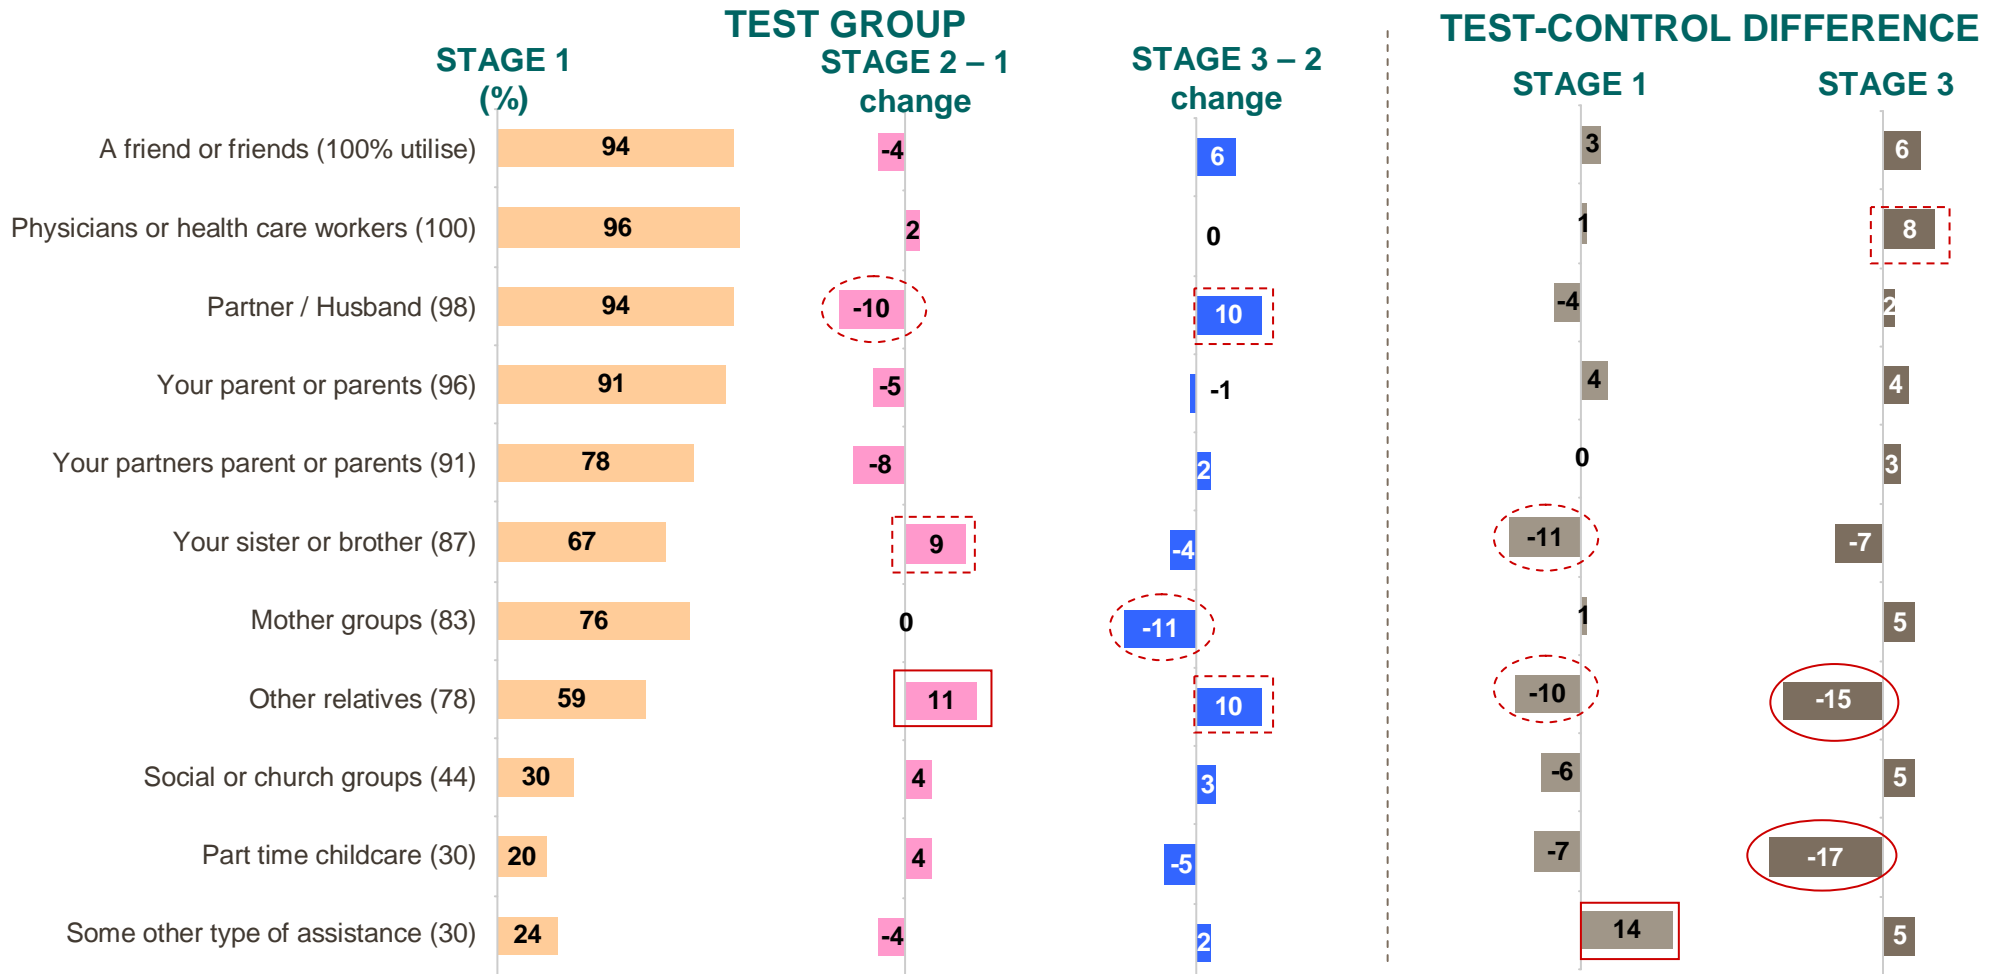 TEST GROUP
TEST-CONTROL DIFFERENCE
STAGE 1
(%)
STAGE 2 – 1
change
STAGE 3 – 2
change
STAGE 1
STAGE 3
A friend or friends (100% utilise) 94 -4 6 3 6
Physicians or health care workers (100) 96 2 0 1 8
Partner / Husband (98) 94 -10 10 -4 2
Your parent or parents (96) 91 -5 -1 4 4
Your partners parent or parents (91) 78 -8 2 0 3
Your sister or brother (87) 67 9 -4 -11 -7
Mother groups (83) 76 0 -11 1 5
Other relatives (78) 59 11 10 -10 -15
Social or church groups (44) 30 4 3 -6 5
Part time childcare (30) 20 4 -5 -7 -17
Some other type of assistance (30) 24 -4 2 14 5